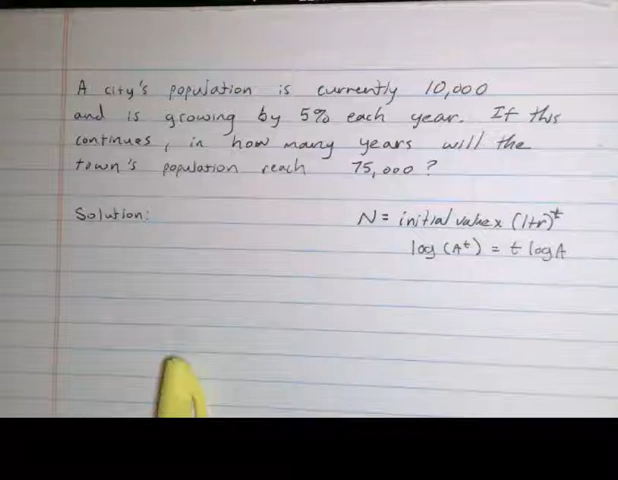 A city's population is currently 10,000
and is growing by 5% each year. If this
continues, in how many years will the
town's population reach 75,000?
Solution:
N = initial value x (1+r)^t
log (A^t) = t log A